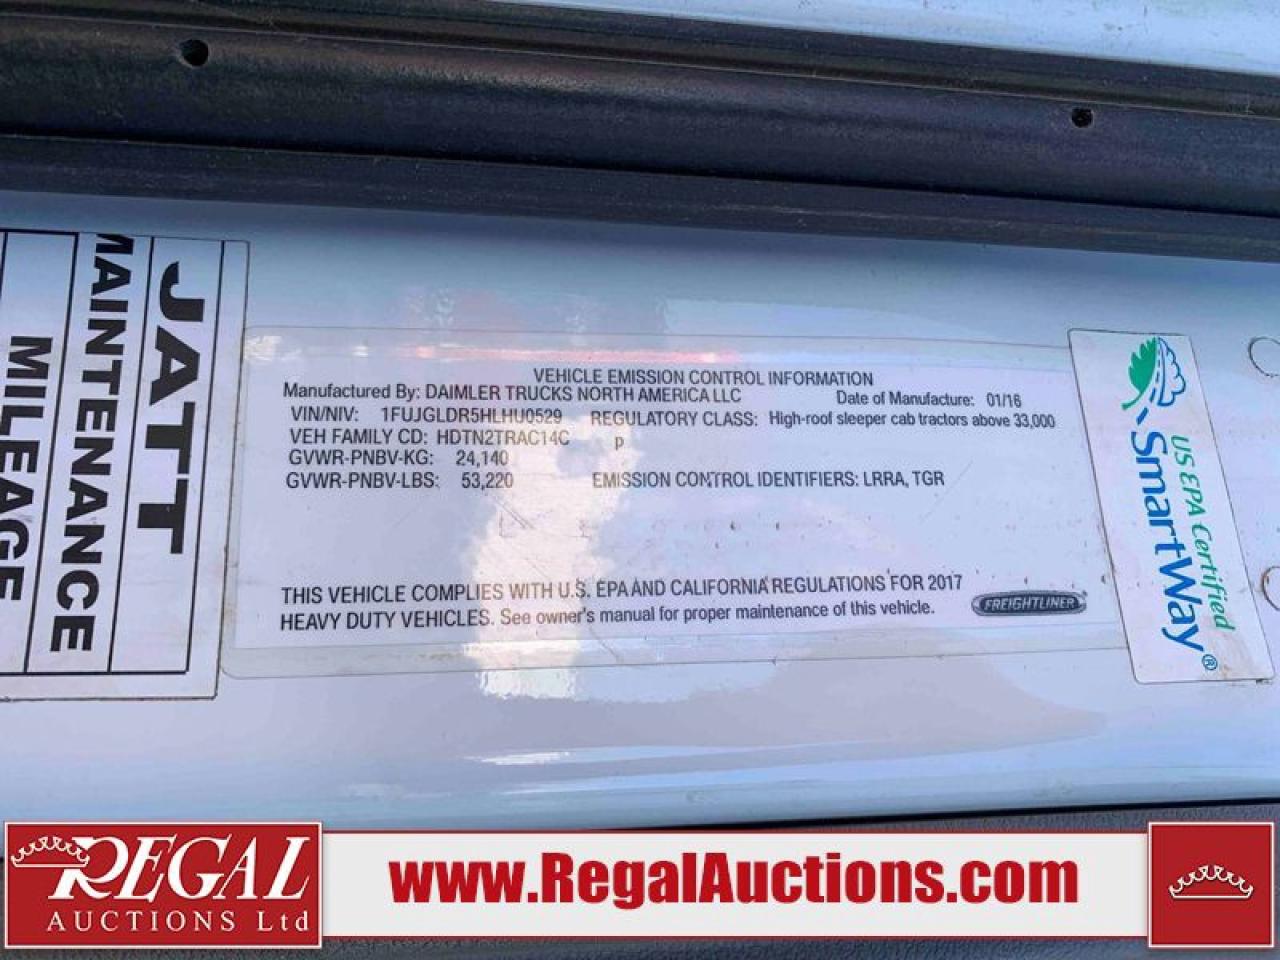 JATT
MAINTENANCE
MILEAGE
VEHICLE EMISSION CONTROL INFORMATION
Manufactured By: DAIMLER TRUCKS NORTH AMERICA LLC Date of Manufacture: 01/16
VIN/NIV: 1FUJGLDR5HLHU0529 REGULATORY CLASS: High-roof sleeper cab tractors above 33,000
VEH FAMILY CD: HDTN2TRAC14C p
GVWR-PNBV-KG: 24,140
GVWR-PNBV-LBS: 53,220 EMISSION CONTROL IDENTIFIERS: LRRA, TGR
THIS VEHICLE COMPLIES WITH U.S. EPA AND CALIFORNIA REGULATIONS FOR 2017
HEAVY DUTY VEHICLES. See owner's manual for proper maintenance of this vehicle.
FREIGHTLINER
US EPA Certified
SmartWay®
REGAL
AUCTIONS Ltd
www.RegalAuctions.com